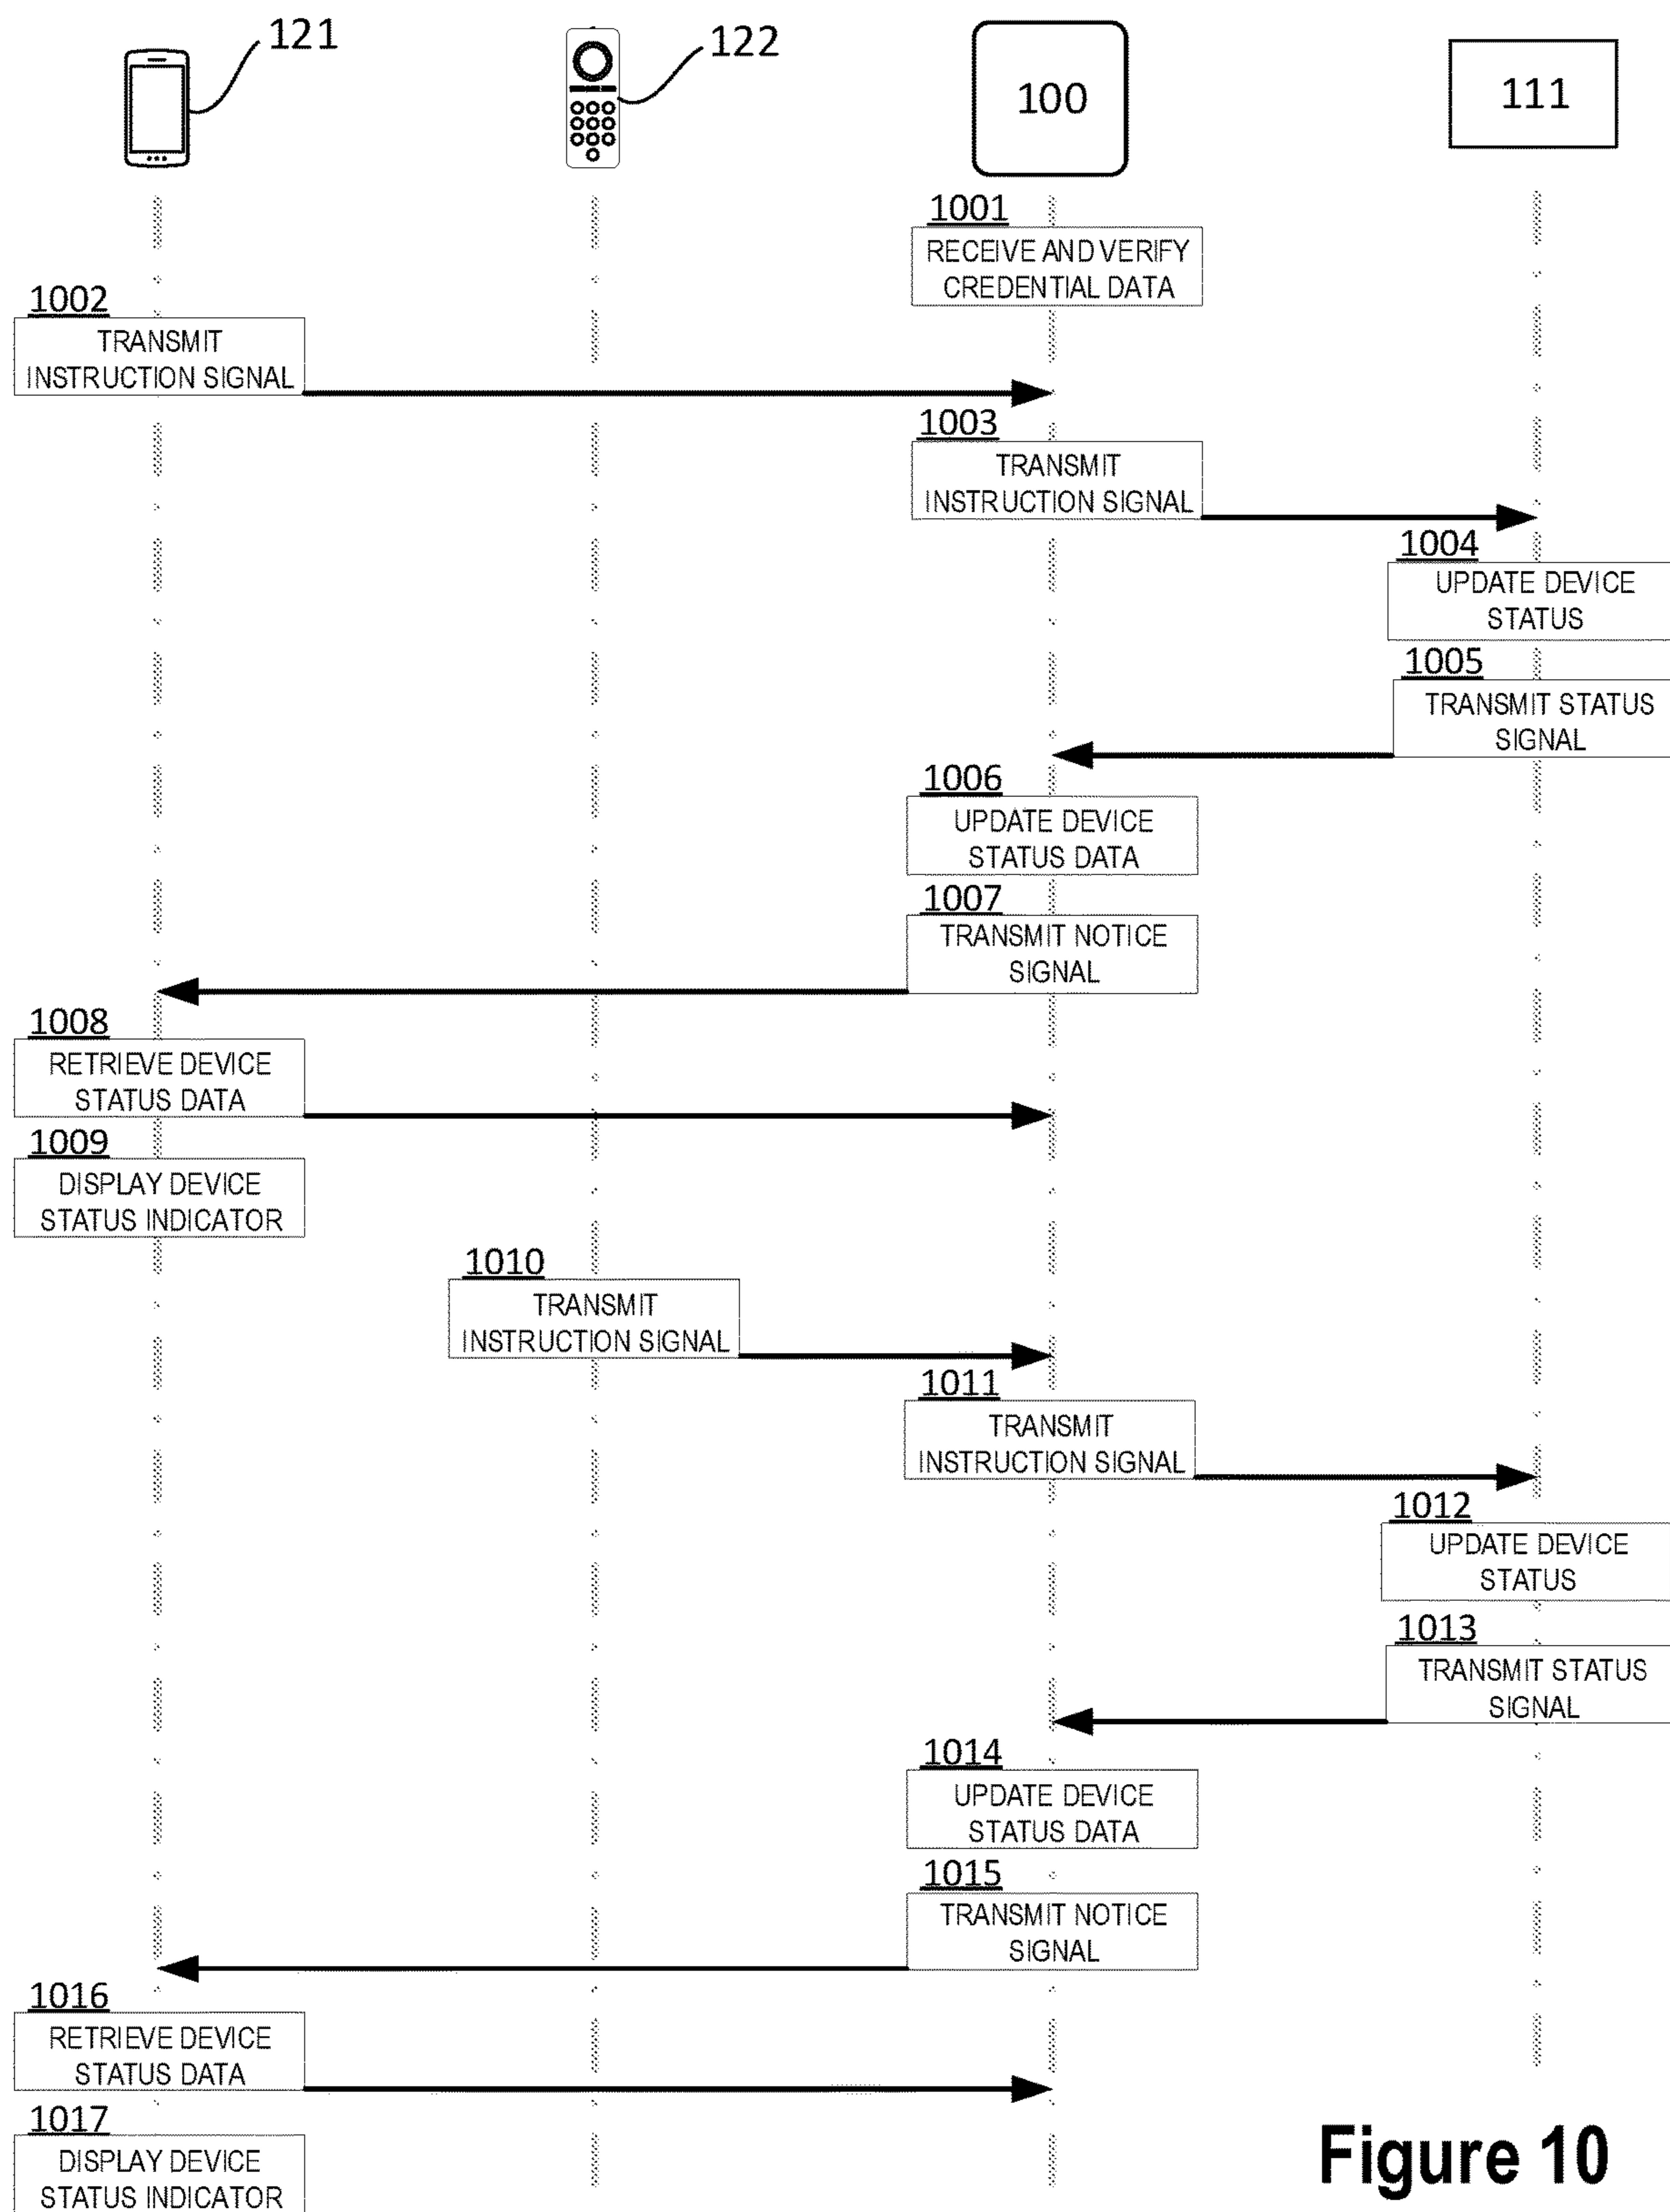 121
122
100
111
1001
RECEIVE AND VERIFY
CREDENTIAL DATA
1002
TRANSMIT
INSTRUCTION SIGNAL
1003
TRANSMIT
INSTRUCTION SIGNAL
1004
UPDATE DEVICE
STATUS
1005
TRANSMIT STATUS
SIGNAL
1006
UPDATE DEVICE
STATUS DATA
1007
TRANSMIT NOTICE
SIGNAL
1008
RETRIEVE DEVICE
STATUS DATA
1009
DISPLAY DEVICE
STATUS INDICATOR
1010
TRANSMIT
INSTRUCTION SIGNAL
1011
TRANSMIT
INSTRUCTION SIGNAL
1012
UPDATE DEVICE
STATUS
1013
TRANSMIT STATUS
SIGNAL
1014
UPDATE DEVICE
STATUS DATA
1015
TRANSMIT NOTICE
SIGNAL
1016
RETRIEVE DEVICE
STATUS DATA
1017
DISPLAY DEVICE
STATUS INDICATOR
Figure 10